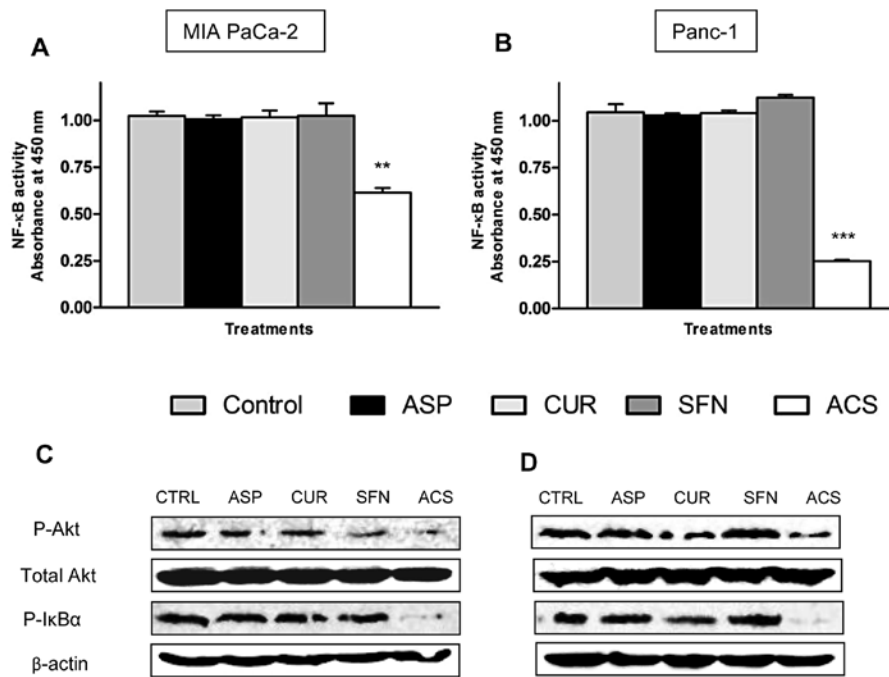 MIA PaCa-2
Panc-1
A
B
NF-κB activity
Absorbance at 450 nm
1.00
0.75
0.50
0.25
0.00
**
Treatments
NF-κB activity
Absorbance at 450 nm
1.00
0.75
0.50
0.25
0.00
***
Treatments
Control ASP CUR SFN ACS
C
D
CTRL ASP CUR SFN ACS
CTRL ASP CUR SFN ACS
P-Akt
Total Akt
P-IκBα
β-actin